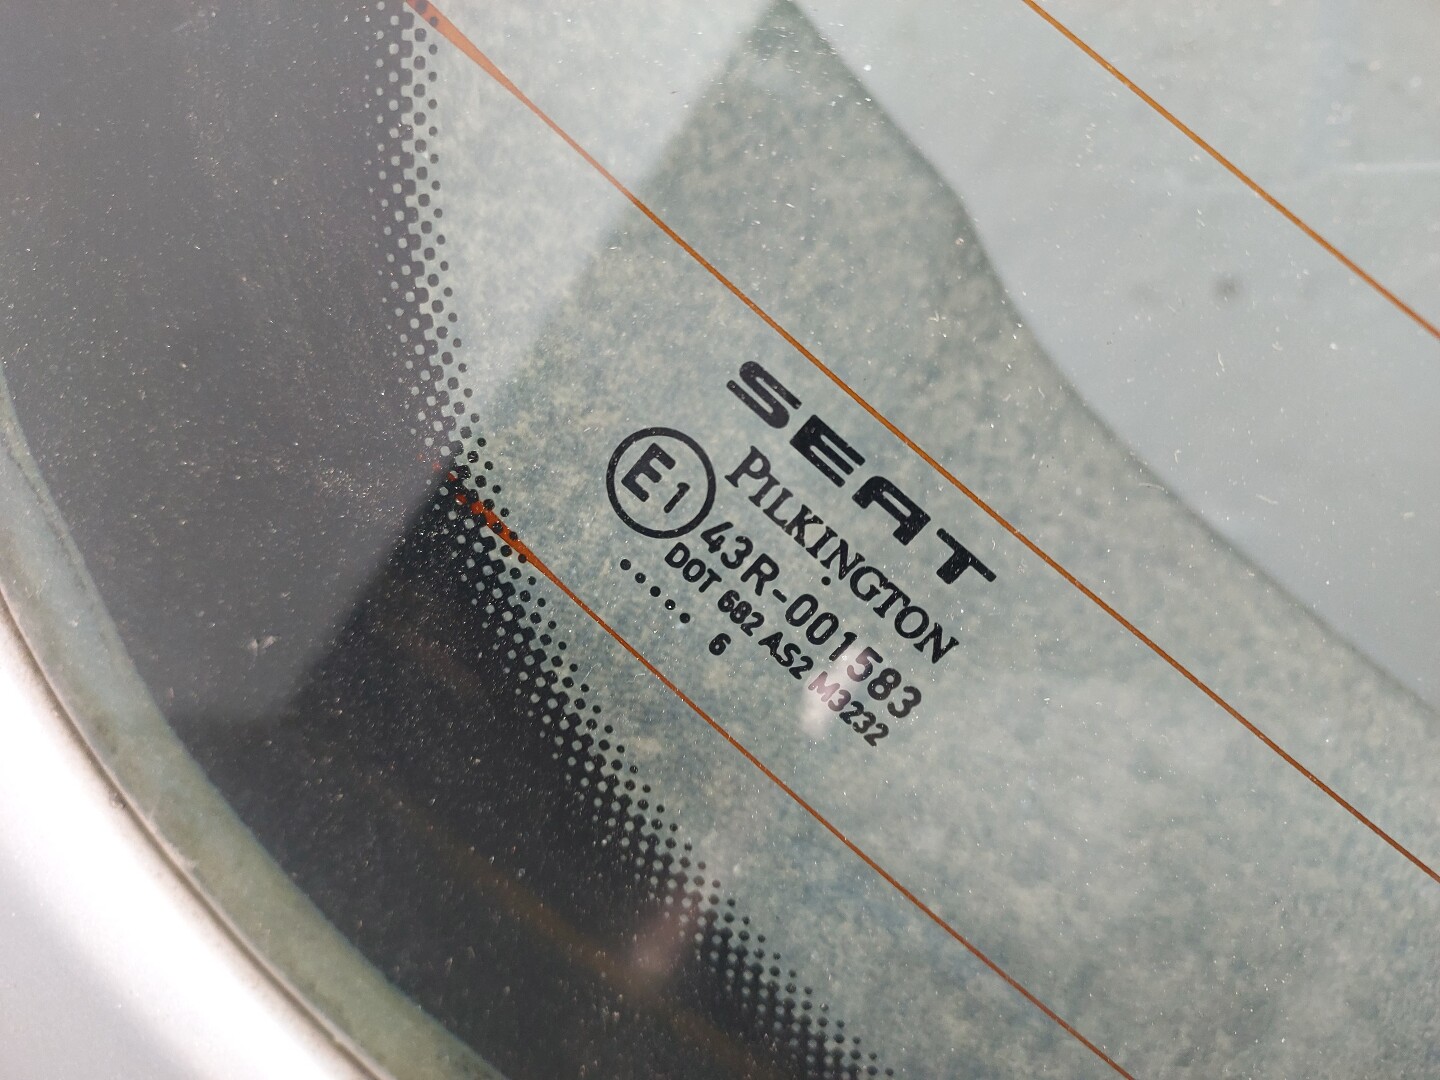 SEAT
PILKINGTON
E1
43R-001583
DOT 682 AS2 M3232
..... 6